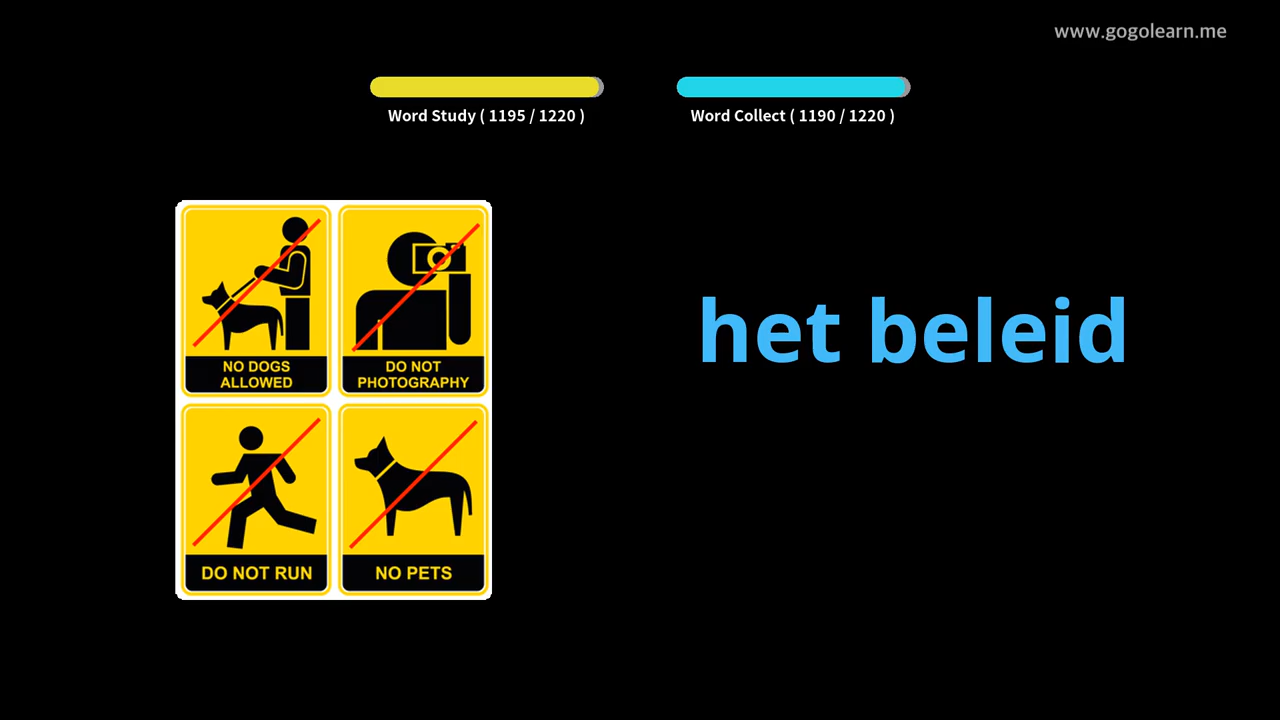 www.gogolearn.me
Word Study ( 1195 / 1220 )
Word Collect ( 1190 / 1220 )
NO DOGS
ALLOWED
DO NOT
PHOTOGRAPHY
het beleid
DO NOT RUN
NO PETS